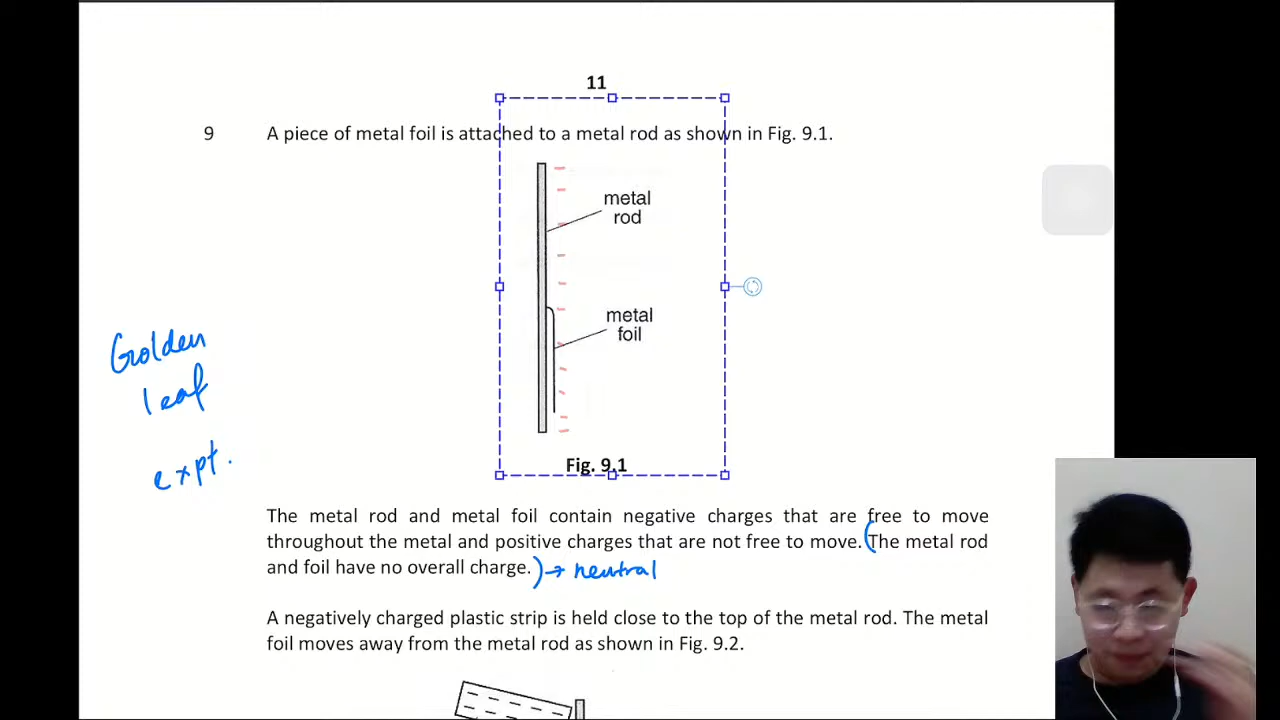 11
9 A piece of metal foil is attached to a metal rod as shown in Fig. 9.1.
metal
rod
metal
foil
Golden
leaf
expt.
Fig. 9.1
The metal rod and metal foil contain negative charges that are free to move
throughout the metal and positive charges that are not free to move. (The metal rod
and foil have no overall charge.) → neutral
A negatively charged plastic strip is held close to the top of the metal rod. The metal
foil moves away from the metal rod as shown in Fig. 9.2.